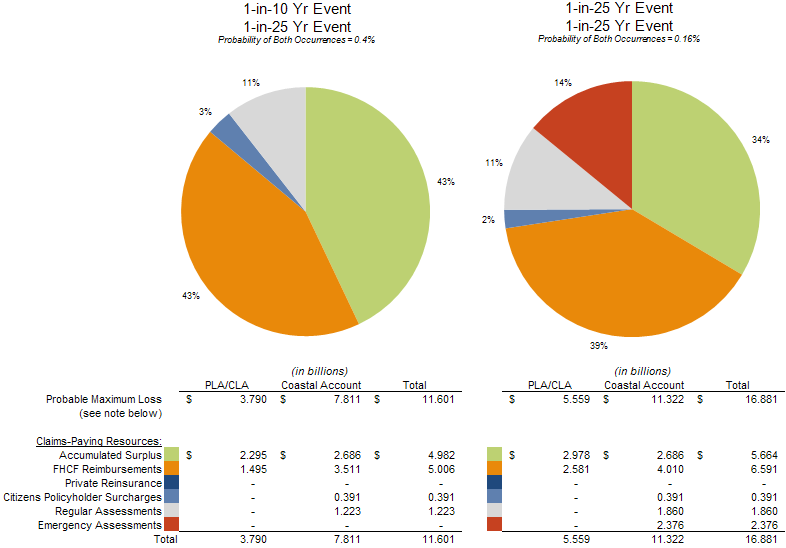 1-in-10 Yr Event
1-in-25 Yr Event
Probability of Both Occurrences = 0.4%
1-in-25 Yr Event
1-in-25 Yr Event
Probability of Both Occurrences = 0.16%
11%
3%
43%
43%
14%
34%
11%
2%
39%
(in billions) (in billions)
PLA/CLA Coastal Account Total PLA/CLA Coastal Account Total
Probable Maximum Loss $ 3.790 $ 7.811 $ 11.601 $ 5.559 $ 11.322 $ 16.881
(see note below)
Claims-Paying Resources:
Accumulated Surplus $ 2.295 $ 2.686 $ 4.982 $ 2.978 $ 2.686 $ 5.664
FHCF Reimbursements 1.495 3.511 5.006 2.581 4.010 6.591
Private Reinsurance - - - - - -
Citizens Policyholder Surcharges - 0.391 0.391 - 0.391 0.391
Regular Assessments - 1.223 1.223 - 1.860 1.860
Emergency Assessments - - - - 2.376 2.376
Total 3.790 7.811 11.601 5.559 11.322 16.881